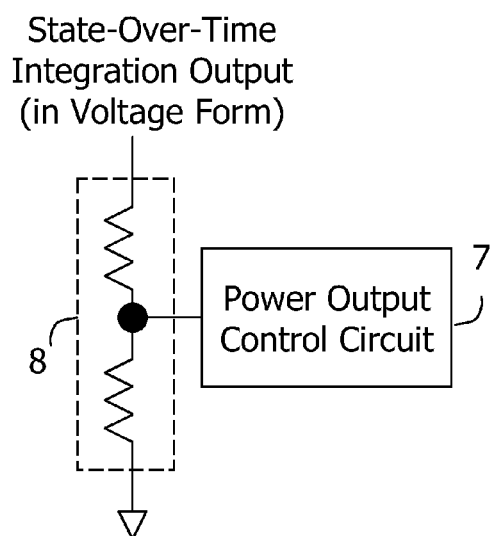 State-Over-Time
Integration Output
(in Voltage Form)
7
Power Output
Control Circuit
8